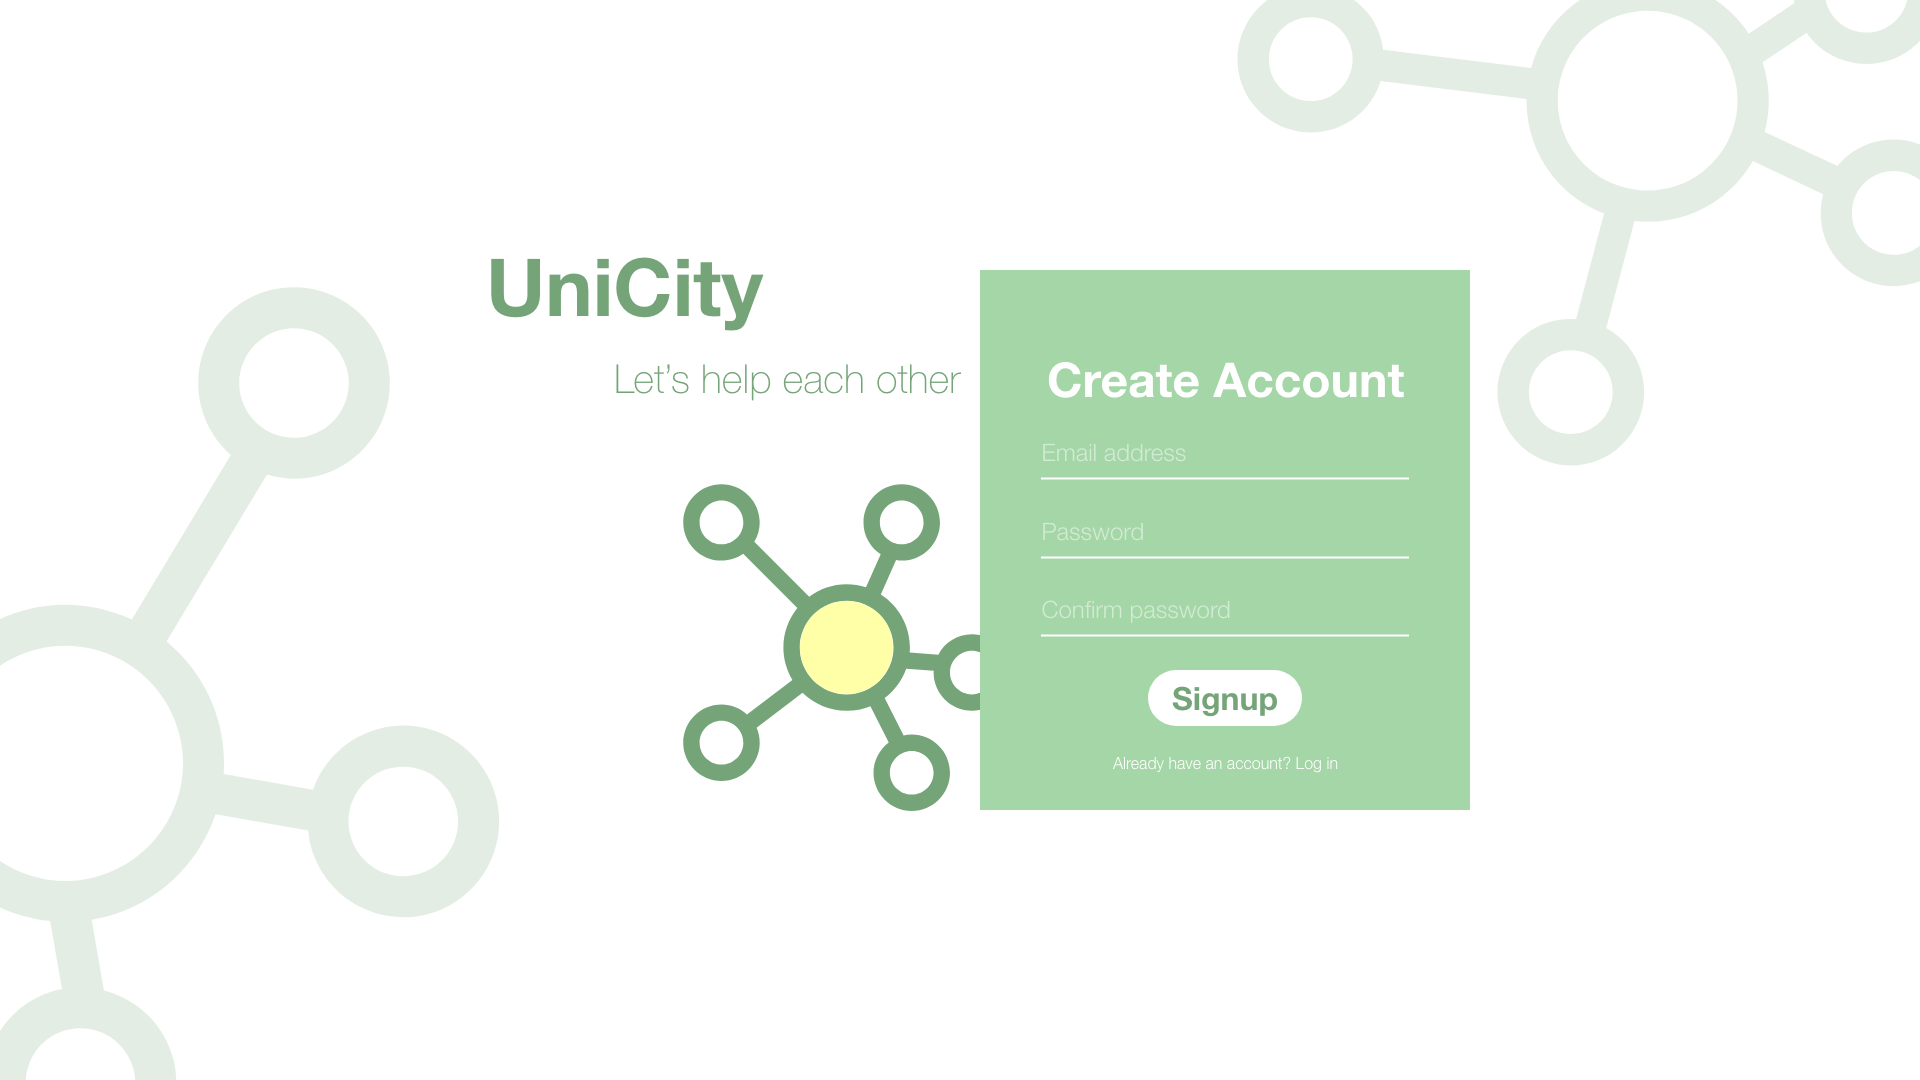 UniCity
Let’s help each other
Create Account
Email address
Password
Confirm password
Signup
Already have an account? Log in